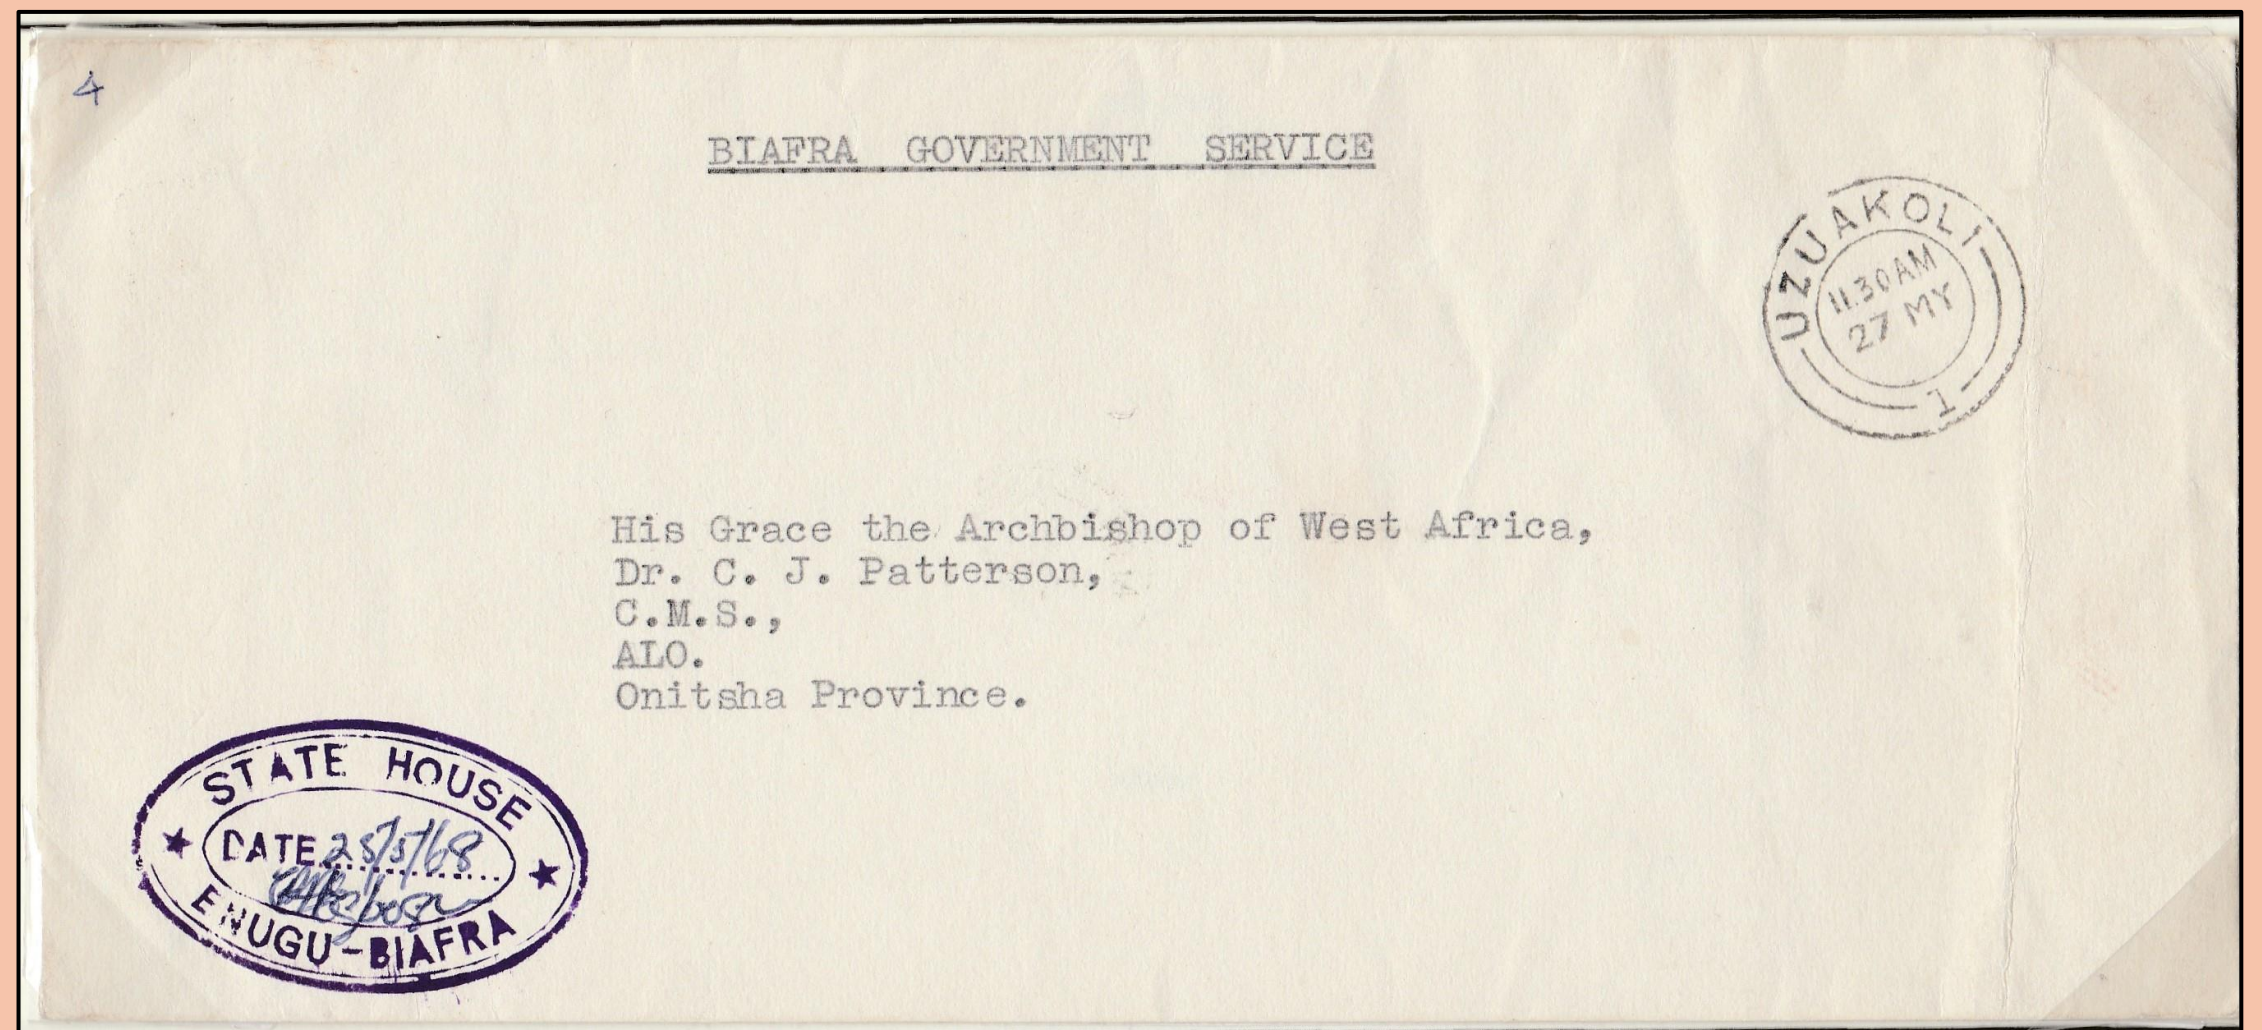 4
BIAFRA GOVERNMENT SERVICE
UZUAKOLI
11.30AM
27 MY
1
His Grace the Archbishop of West Africa,
Dr. C. J. Patterson,
C.M.S.,
ALO.
Onitsha Province.
STATE HOUSE
DATE 25/5/68
ENUGU-BIAFRA